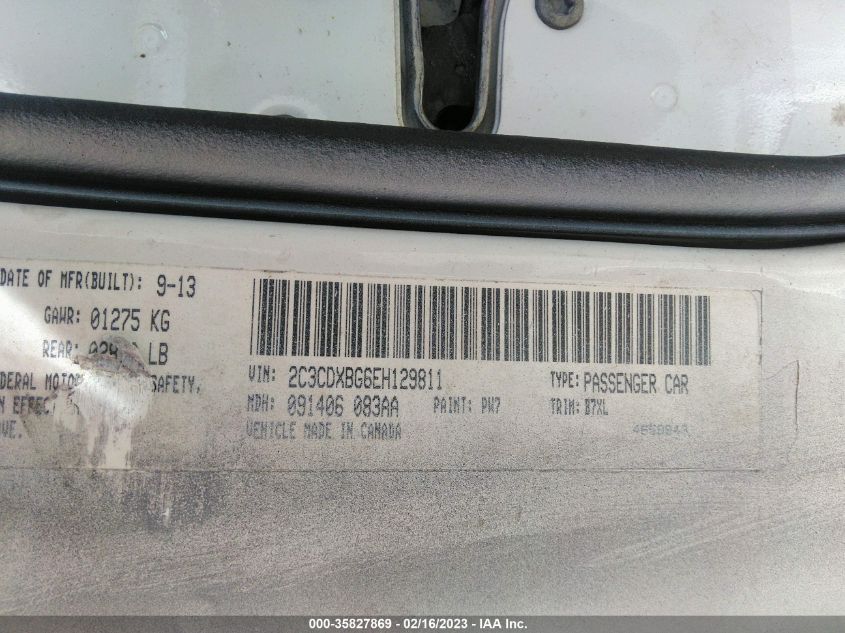 DATE OF MFR(BUILT): 9-13
GAWR: 01275 KG
REAR: LB
DERAL MOTOR SAFETY,
N EFFECT
VE.
VIN: 2C3CDXBG6EH129811 TYPE: PASSENGER CAR
MDH: 091406 083AA PAINT: PW7 TRIM: B7XL
VEHICLE MADE IN CANADA
000-35827869 - 02/16/2023 - IAA Inc.